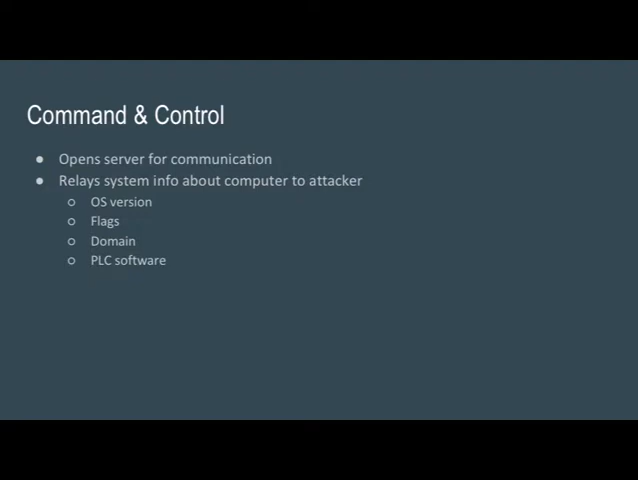 Command & Control
● Opens server for communication
● Relays system info about computer to attacker
○ OS version
○ Flags
○ Domain
○ PLC software